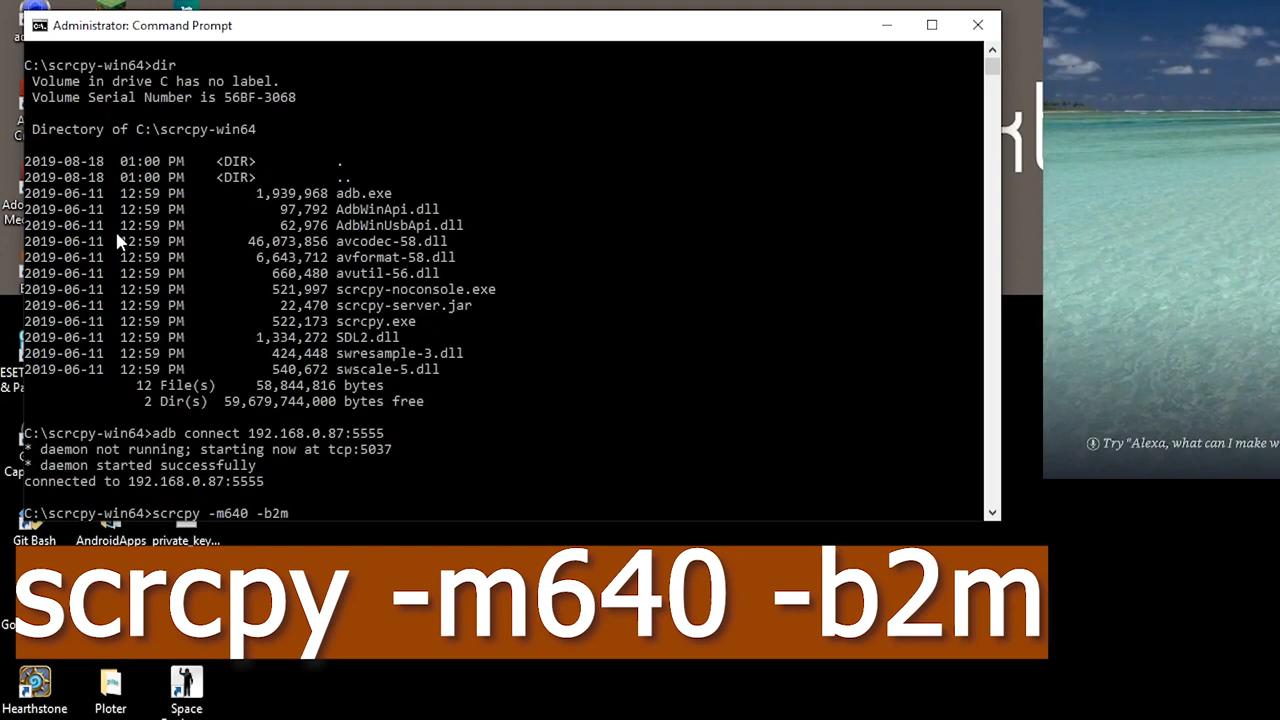 Administrator: Command Prompt
C:\scrcpy-win64>dir
Volume in drive C has no label.
Volume Serial Number is 56BF-3068
Directory of C:\scrcpy-win64
2019-08-18 01:00 PM <DIR> .
2019-08-18 01:00 PM <DIR> ..
2019-06-11 12:59 PM 1,939,968 adb.exe
2019-06-11 12:59 PM 97,792 AdbWinApi.dll
2019-06-11 12:59 PM 62,976 AdbWinUsbApi.dll
2019-06-11 12:59 PM 46,073,856 avcodec-58.dll
2019-06-11 12:59 PM 6,643,712 avformat-58.dll
2019-06-11 12:59 PM 660,480 avutil-56.dll
2019-06-11 12:59 PM 521,997 scrcpy-noconsole.exe
2019-06-11 12:59 PM 22,470 scrcpy-server.jar
2019-06-11 12:59 PM 522,173 scrcpy.exe
2019-06-11 12:59 PM 1,334,272 SDL2.dll
2019-06-11 12:59 PM 424,448 swresample-3.dll
2019-06-11 12:59 PM 540,672 swscale-5.dll
12 File(s) 58,844,816 bytes
2 Dir(s) 59,679,744,000 bytes free
C:\scrcpy-win64>adb connect 192.168.0.87:5555
* daemon not running; starting now at tcp:5037
* daemon started successfully
connected to 192.168.0.87:5555
C:\scrcpy-win64>scrcpy -m640 -b2m
Try "Alexa, what can I make w
Git Bash
AndroidApps
private_key...
scrcpy -m640 -b2m
Hearthstone
Ploter
Space